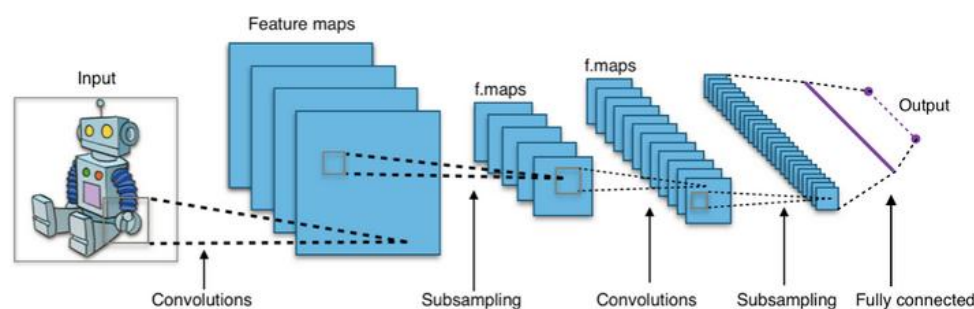 Feature maps
Input
f.maps
f.maps
Output
Convolutions
Subsampling
Convolutions
Subsampling
Fully connected